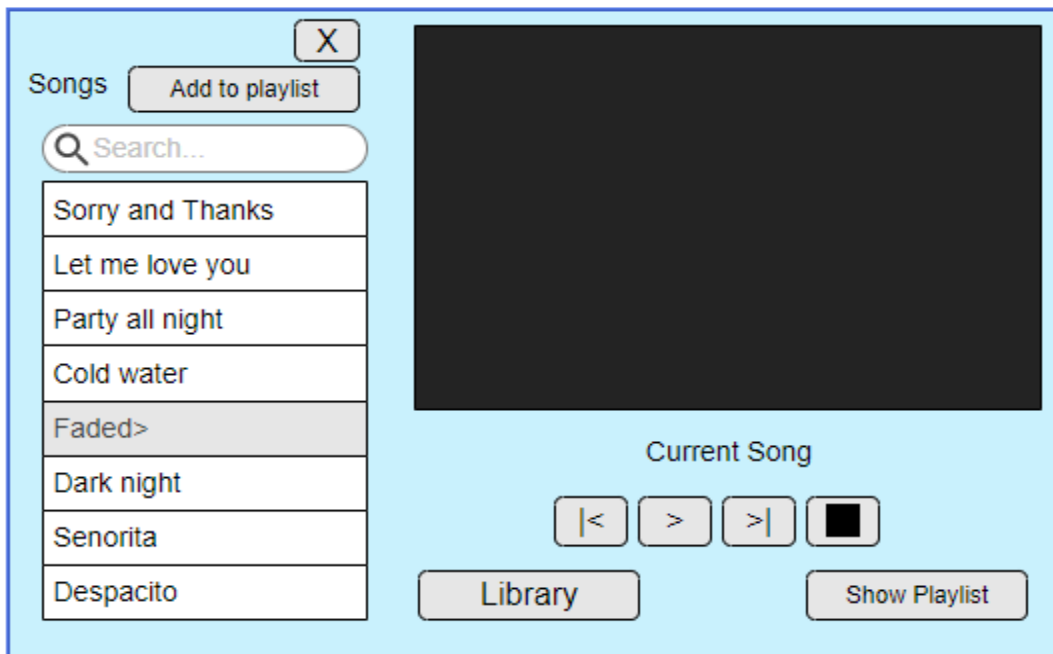 X
Songs
Add to playlist
Search...
Sorry and Thanks
Let me love you
Party all night
Cold water
Faded>
Dark night
Senorita
Despacito
Current Song
|<
>
>|
Library
Show Playlist